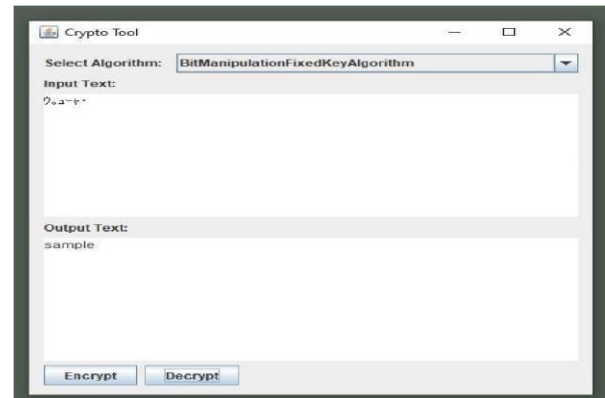 Crypto Tool
Select Algorithm: BitManipulationFixedKeyAlgorithm
Input Text:
Output Text:
sample
Encrypt Decrypt